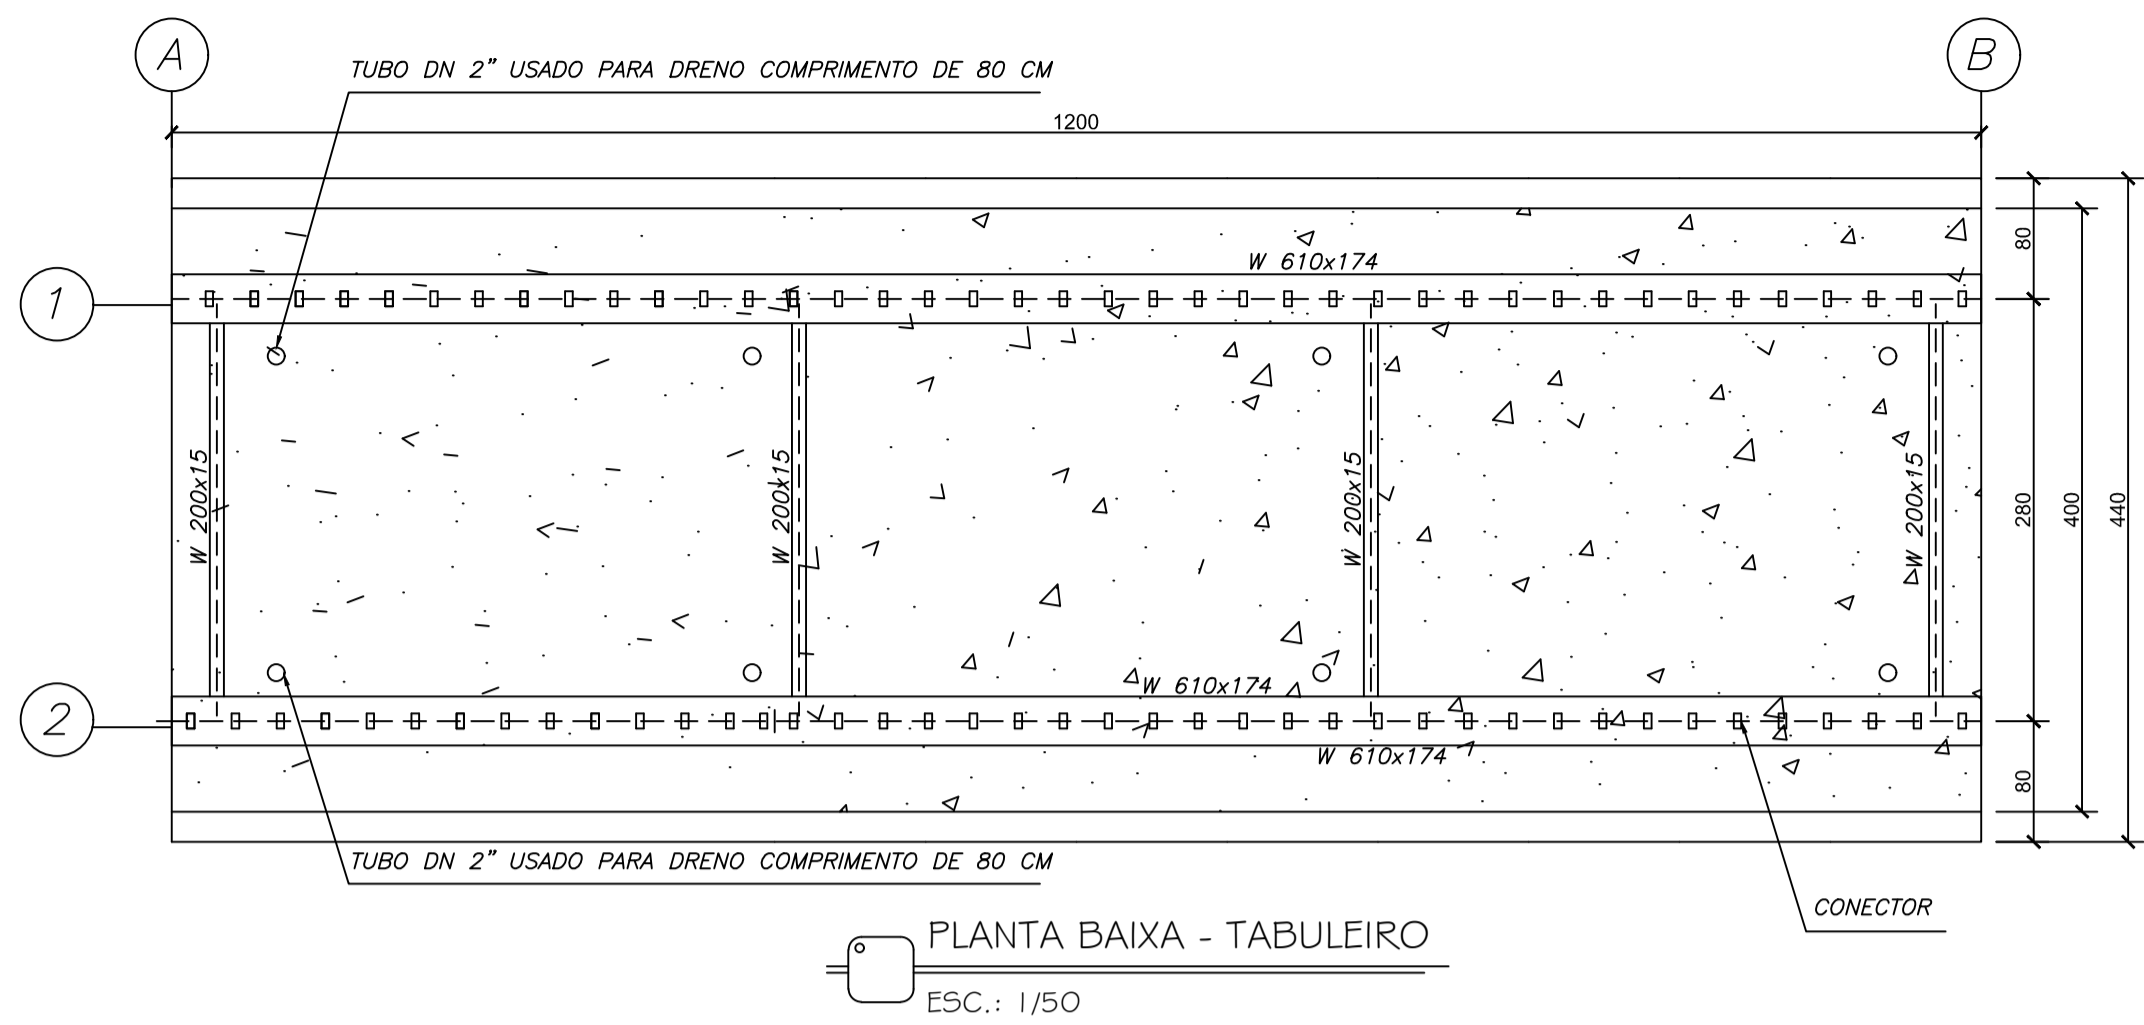 A
B
TUBO DN 2” USADO PARA DRENO COMPRIMENTO DE 80 CM
1200
W 610x174
80
1
W 200x15
W 200x15
W 200x15
W 200x15
280
400
440
W 610x174
2
W 610x174
80
TUBO DN 2” USADO PARA DRENO COMPRIMENTO DE 80 CM
CONECTOR
PLANTA BAIXA - TABULEIRO
ESC.: 1/50